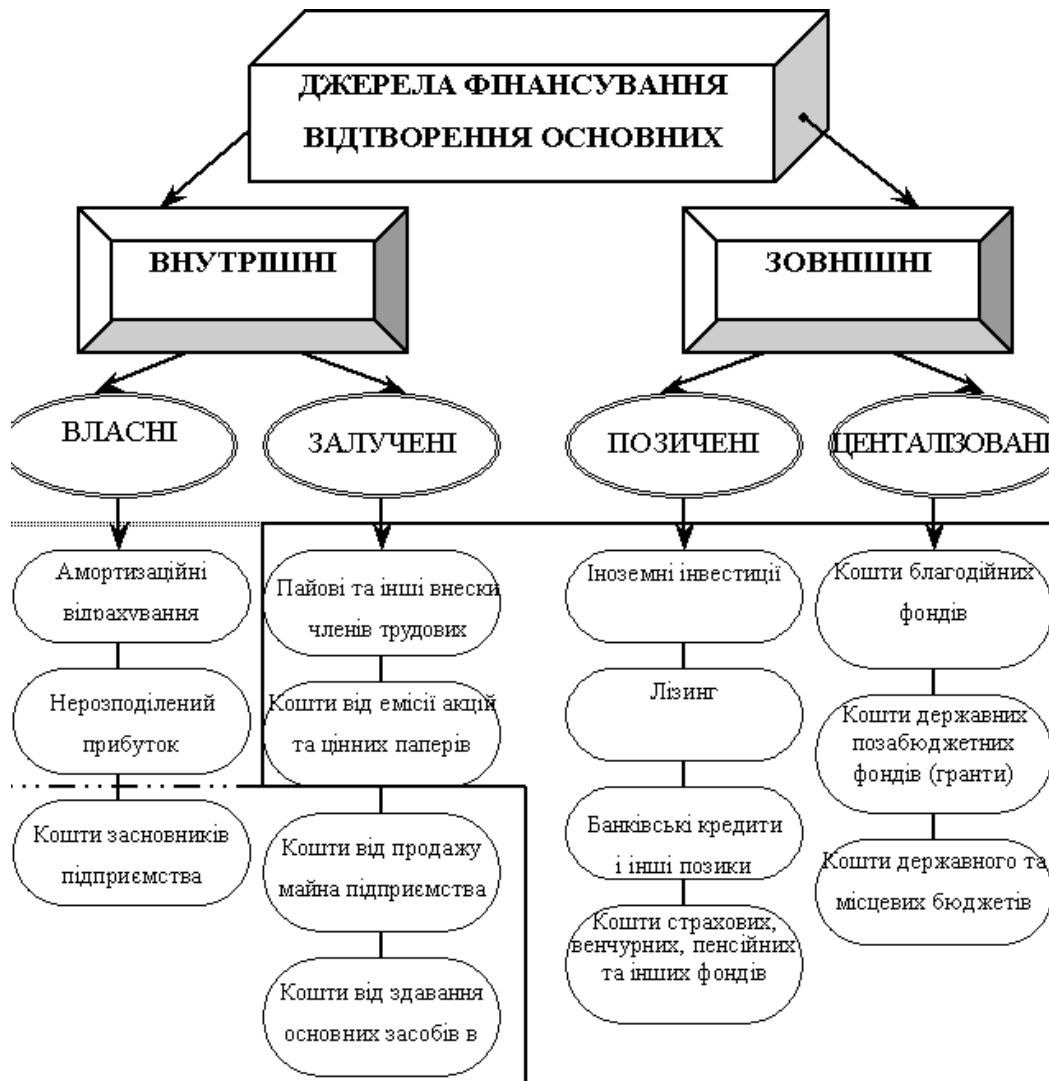 ДЖЕРЕЛА ФІНАНСУВАННЯ
ВІДТВОРЕННЯ ОСНОВНИХ
ВНУТРІШНІ
ЗОВНІШНІ
ВЛАСНІ
ЗАЛУЧЕНІ
ПОЗИЧЕНІ
ЦЕНТАЛІЗОВАНІ
Амортизаційні
відрахування
Нерозподілений
прибуток
Кошти засновників
підприємства
Пайові та інші внески
членів трудових
Кошти від емісії акцій
та цінних паперів
Кошти від продажу
майна підприємства
Кошти від здавання
основних засобів в
Іноземні інвестиції
Лізинг
Банківські кредити
і інші позики
Кошти страхових,
венчурних, пенсійних
та інших фондів
Кошти благодійних
фондів
Кошти державних
позабюджетних
фондів (гранти)
Кошти державного та
місцевих бюджетів